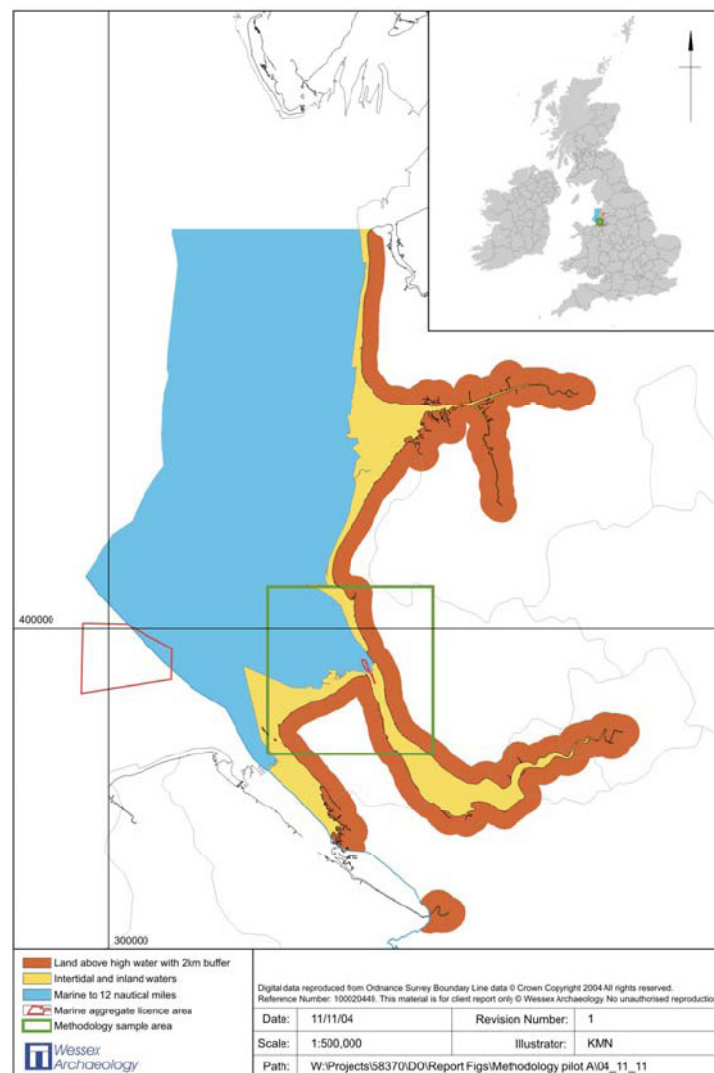 400000
300000
Land above high water with 2km buffer
Intertidal and inland waters
Marine to 12 nautical miles
Marine aggregate licence area
Methodology sample area
Wessex
Archaeology
Digital data reproduced from Ordnance Surrey Boundary Line data © Crown Copyright 2004 All rights reserved.
Reference Number: 100020449. This material is for client report only © Wessex Archaeology. No unauthorised reproduction
Date: 11/11/04 Revision Number: 1
Scale: 1:500,000 Illustrator: KMN
Path: W:\Projects\58370\DO\Report Figs\Methodology pilot A\04_11_11